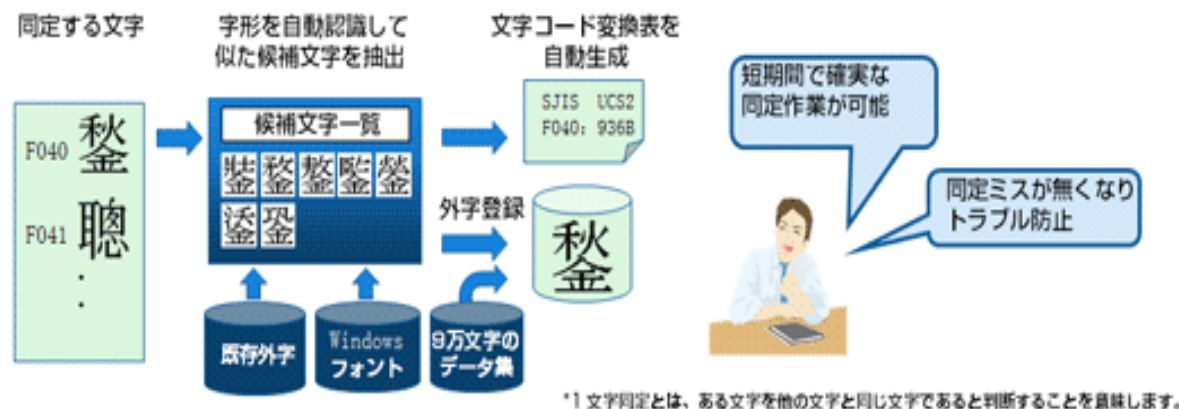 同定する文字
字形を自動認識して
似た候補文字を抽出
文字コード変換表を
自動生成
F040
F041 聰
候補文字一覧
SJIS UCS2
F040: 936B
外字登録
既存外字
Windows
フォント
9万文字の
データ集
短期間で確実な
同定作業が可能
同定ミスが無くなり
トラブル防止
*1 文字同定とは、ある文字を他の文字と同じ文字であると判断することを意味します。